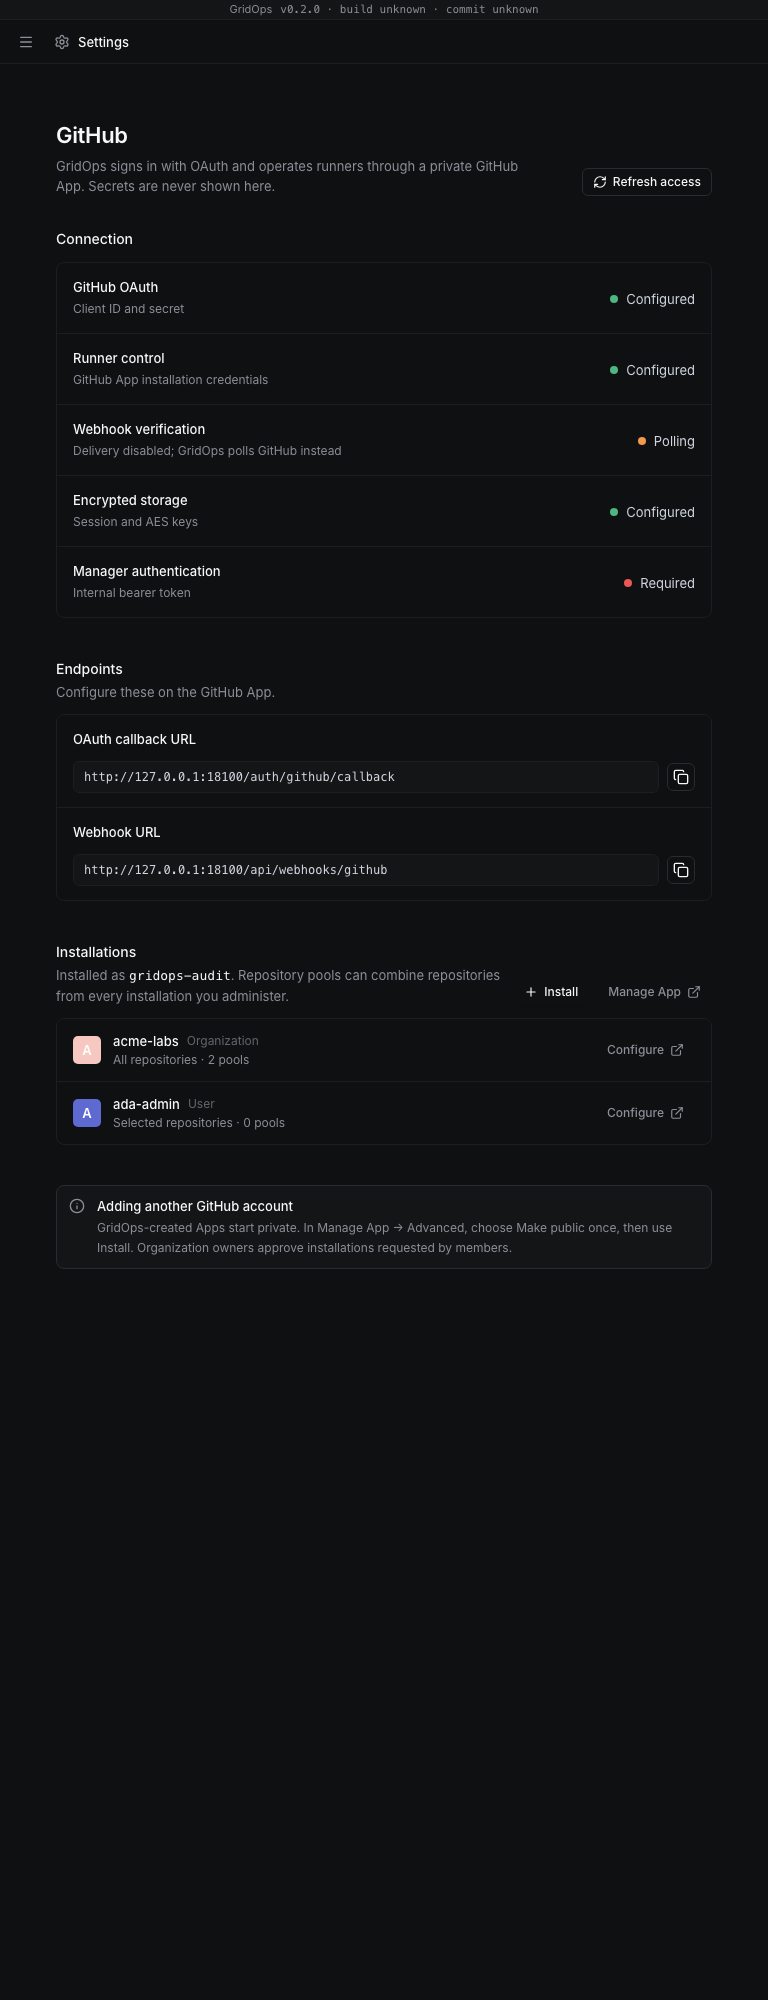 GridOps v0.2.0 · build unknown · commit unknown
Settings
GitHub
GridOps signs in with OAuth and operates runners through a private GitHub
App. Secrets are never shown here.
Refresh access
Connection
GitHub OAuth
Client ID and secret
Configured
Runner control
GitHub App installation credentials
Configured
Webhook verification
Delivery disabled; GridOps polls GitHub instead
Polling
Encrypted storage
Session and AES keys
Configured
Manager authentication
Internal bearer token
Required
Endpoints
Configure these on the GitHub App.
OAuth callback URL
http://127.0.0.1:18100/auth/github/callback
Webhook URL
http://127.0.0.1:18100/api/webhooks/github
Installations
Installed as gridops-audit. Repository pools can combine repositories
from every installation you administer.
Install
Manage App
A
acme-labs Organization
All repositories · 2 pools
Configure
A
ada-admin User
Selected repositories · 0 pools
Configure
Adding another GitHub account
GridOps-created Apps start private. In Manage App → Advanced, choose Make public once, then use
Install. Organization owners approve installations requested by members.